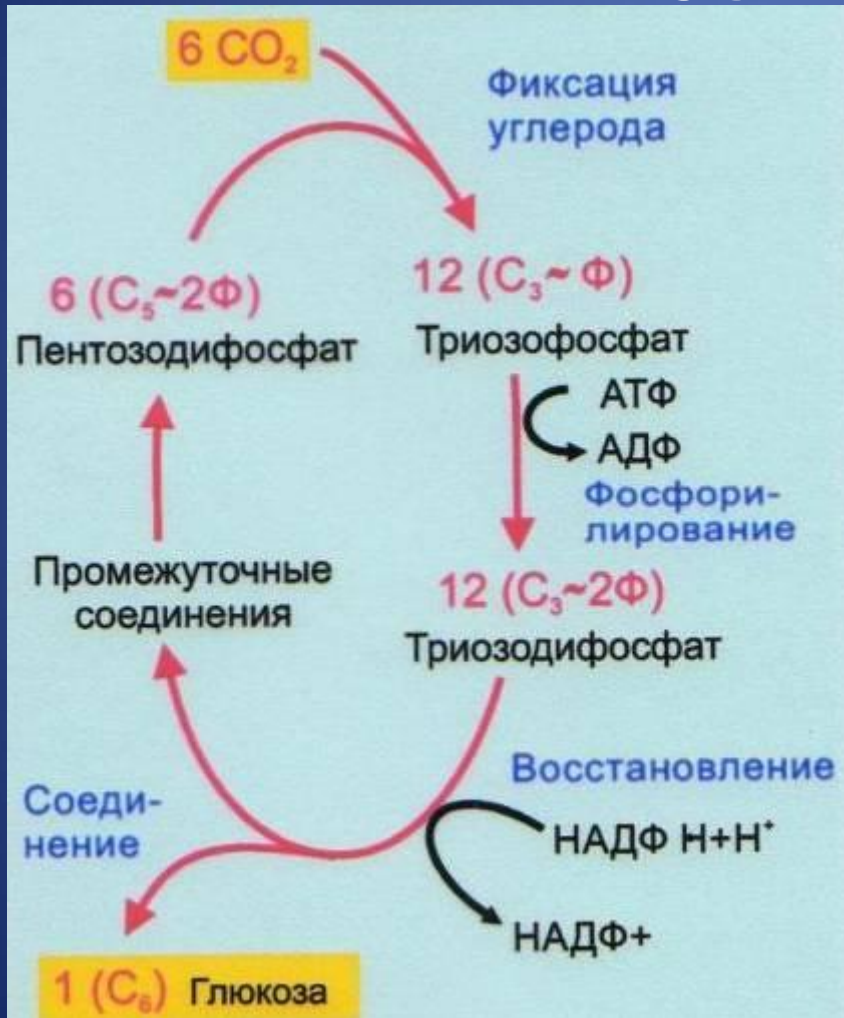 6 CO₂
Фиксация
углерода
6 (C₅~2Ф)
Пентозодифосфат
12 (C₃~ Ф)
Триозофосфат
АТФ
АДФ
Фосфори-
лирование
Промежуточные
соединения
12 (C₃~2Ф)
Триозодифосфат
Соеди-
нение
Восстановление
НАДФ Н+Н⁺
НАДФ+
1 (C₆) Глюкоза